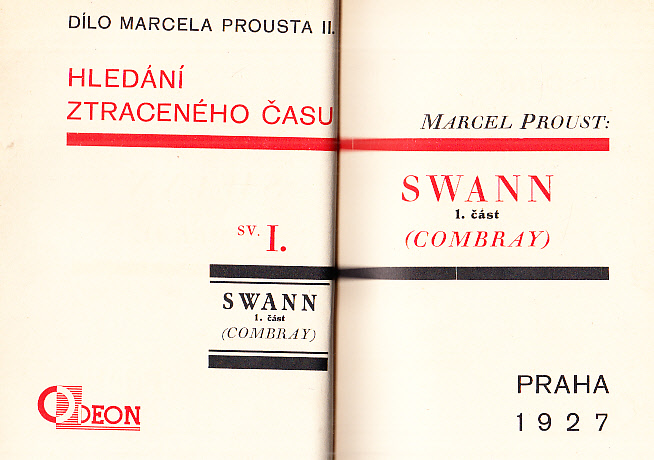 DÍLO MARCELA PROUSTA II.
HLEDÁNÍ
ZTRACENÉHO ČASU
SV. I.
SWANN
1. část
(COMBRAY)
ODEON
MARCEL PROUST:
SWANN
1. část
(COMBRAY)
PRAHA
1927